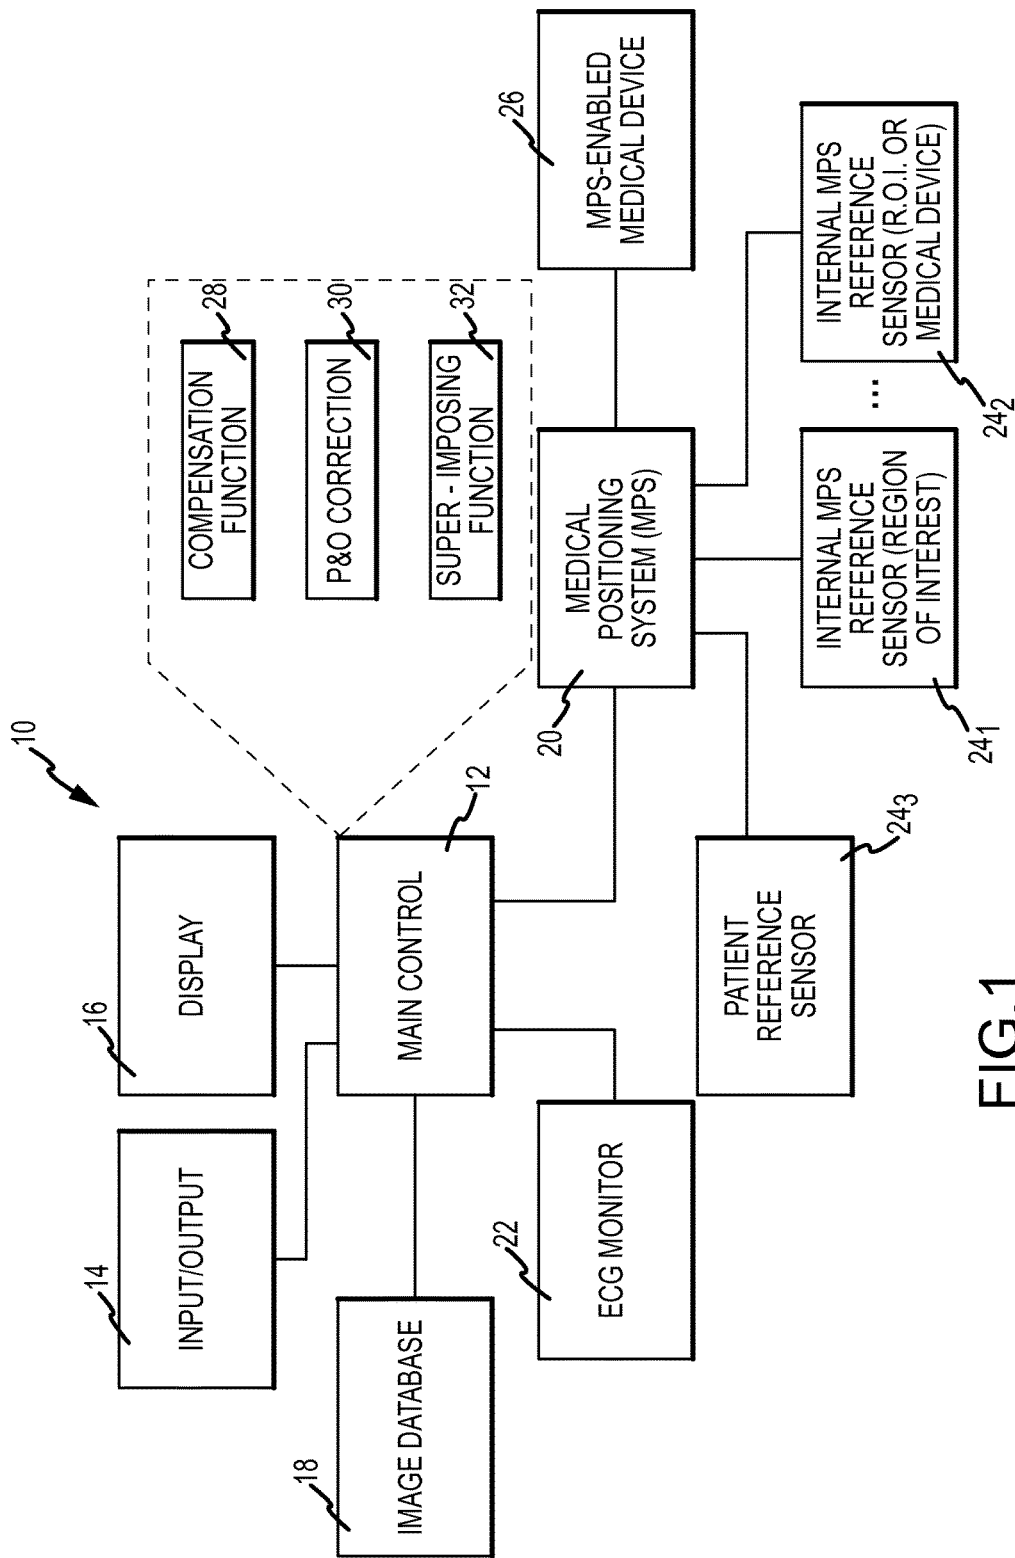 10
14
INPUT/OUTPUT
16
DISPLAY
COMPENSATION
FUNCTION
28
P&O CORRECTION
30
SUPER - IMPOSING
FUNCTION
32
18
IMAGE DATABASE
MAIN CONTROL
12
22
ECG MONITOR
20
MEDICAL
POSITIONING
SYSTEM (MPS)
26
MPS-ENABLED
MEDICAL DEVICE
PATIENT
REFERENCE
SENSOR
243
INTERNAL MPS
REFERENCE
SENSOR (REGION
OF INTEREST)
241
...
INTERNAL MPS
REFERENCE
SENSOR (R.O.I. OR
MEDICAL DEVICE)
242
FIG.1